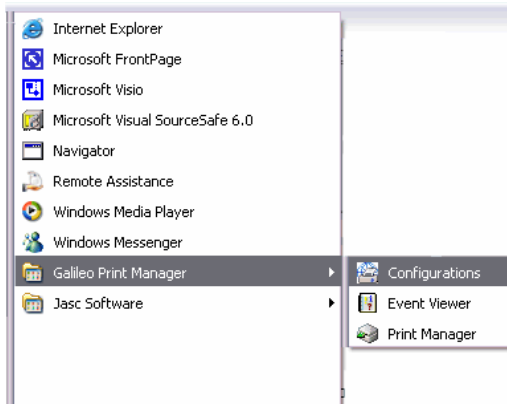 Internet Explorer
Microsoft FrontPage
Microsoft Visio
Microsoft Visual SourceSafe 6.0
Navigator
Remote Assistance
Windows Media Player
Windows Messenger
Galileo Print Manager
Jasc Software
Configurations
Event Viewer
Print Manager